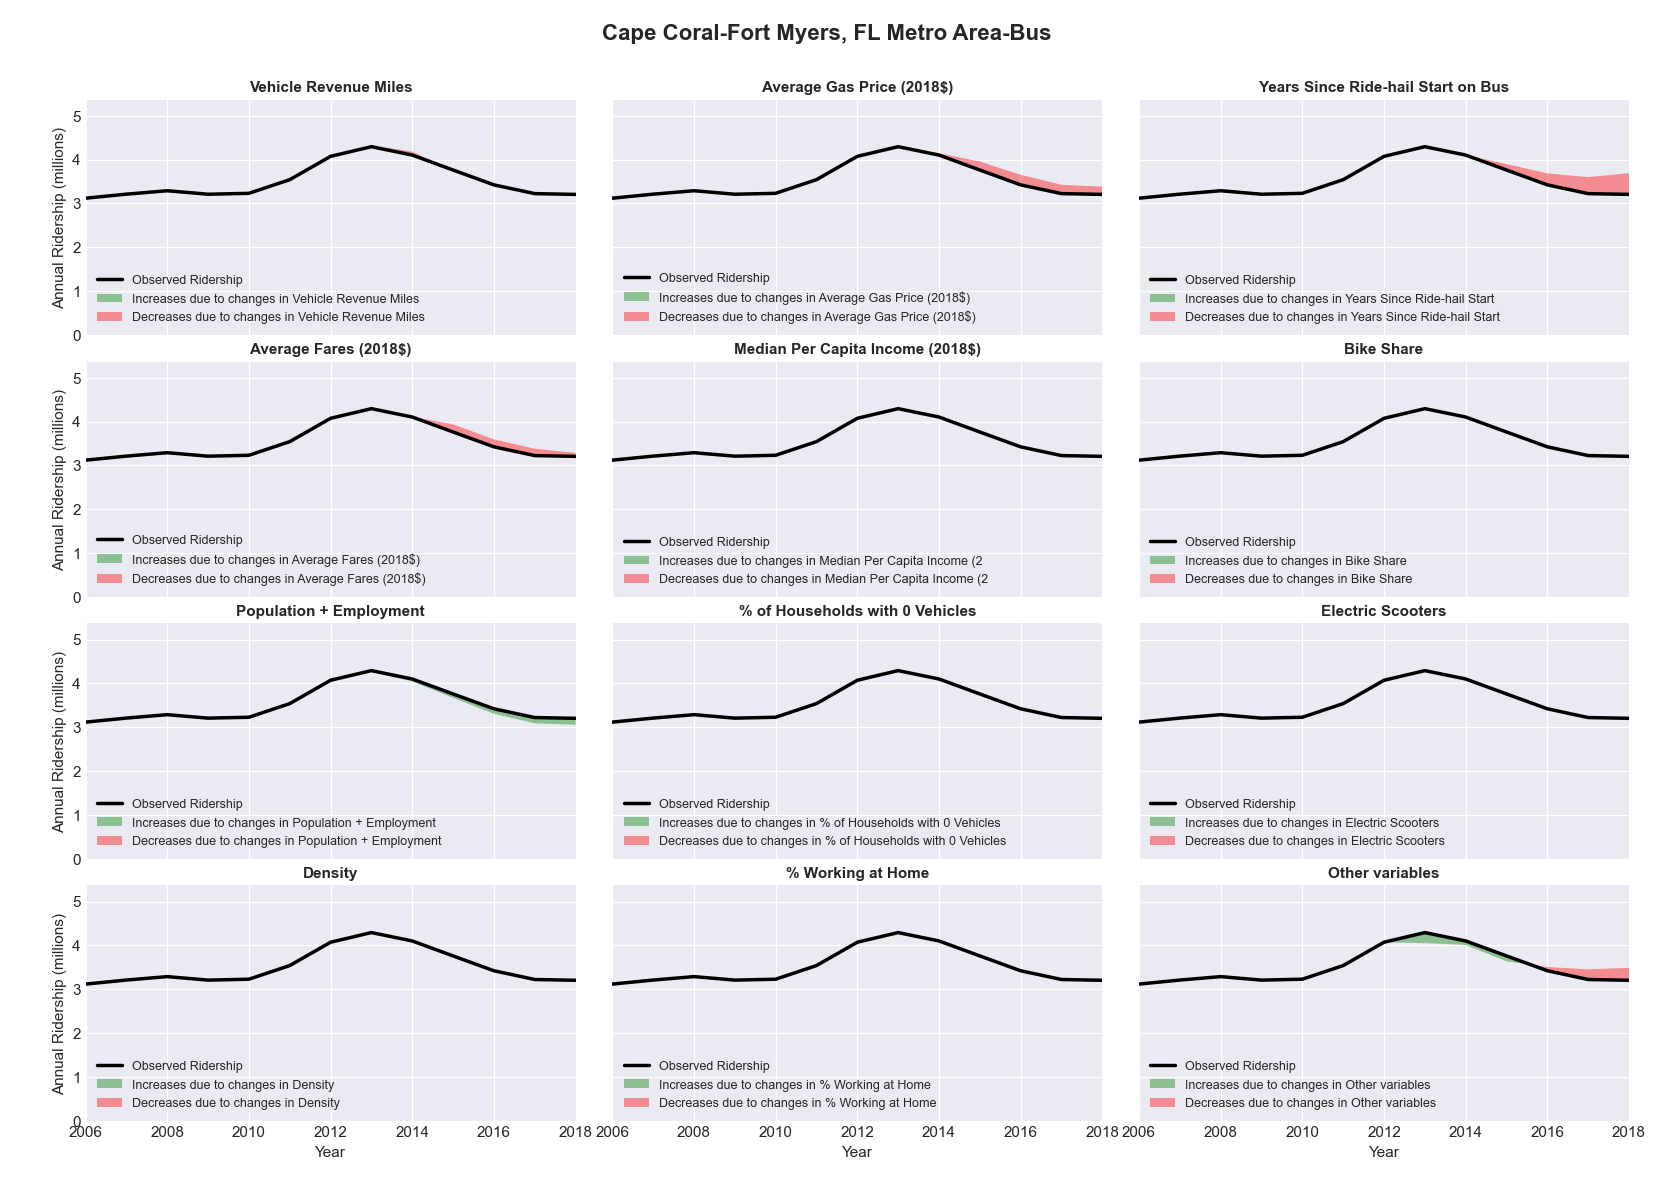 Cape Coral-Fort Myers, FL Metro Area-Bus
Vehicle Revenue Miles
Annual Ridership (millions)
5
4
3
2
1
0
Observed Ridership
Increases due to changes in Vehicle Revenue Miles
Decreases due to changes in Vehicle Revenue Miles
Average Gas Price (2018$)
Observed Ridership
Increases due to changes in Average Gas Price (2018$)
Decreases due to changes in Average Gas Price (2018$)
Years Since Ride-hail Start on Bus
Observed Ridership
Increases due to changes in Years Since Ride-hail Start
Decreases due to changes in Years Since Ride-hail Start
Average Fares (2018$)
Annual Ridership (millions)
5
4
3
2
1
0
Observed Ridership
Increases due to changes in Average Fares (2018$)
Decreases due to changes in Average Fares (2018$)
Median Per Capita Income (2018$)
Observed Ridership
Increases due to changes in Median Per Capita Income (2
Decreases due to changes in Median Per Capita Income (2
Bike Share
Observed Ridership
Increases due to changes in Bike Share
Decreases due to changes in Bike Share
Population + Employment
Annual Ridership (millions)
5
4
3
2
1
0
Observed Ridership
Increases due to changes in Population + Employment
Decreases due to changes in Population + Employment
% of Households with 0 Vehicles
Observed Ridership
Increases due to changes in % of Households with 0 Vehicles
Decreases due to changes in % of Households with 0 Vehicles
Electric Scooters
Observed Ridership
Increases due to changes in Electric Scooters
Decreases due to changes in Electric Scooters
Density
Annual Ridership (millions)
5
4
3
2
1
0
Observed Ridership
Increases due to changes in Density
Decreases due to changes in Density
2006 2008 2010 2012 2014 2016 2018
Year
% Working at Home
Observed Ridership
Increases due to changes in % Working at Home
Decreases due to changes in % Working at Home
2006 2008 2010 2012 2014 2016 2018
Year
Other variables
Observed Ridership
Increases due to changes in Other variables
Decreases due to changes in Other variables
2006 2008 2010 2012 2014 2016 2018
Year